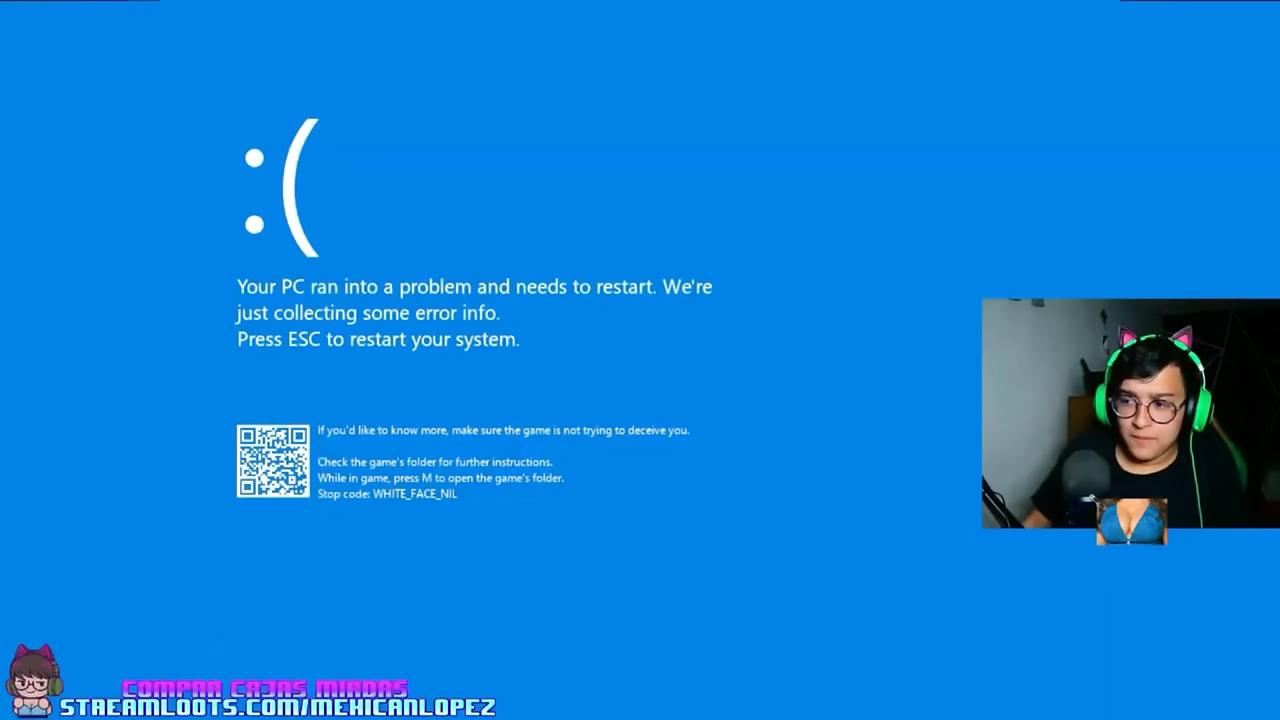 :(
Your PC ran into a problem and needs to restart. We're
just collecting some error info.
Press ESC to restart your system.
If you'd like to know more, make sure the game is not trying to deceive you.
Check the game's folder for further instructions.
While in game, press M to open the game's folder.
Stop code: WHITE_FACE_NIL
COMPRA CAJAS MIADAS
STREAMLOOTS.COM/MEXICANLOPEZ